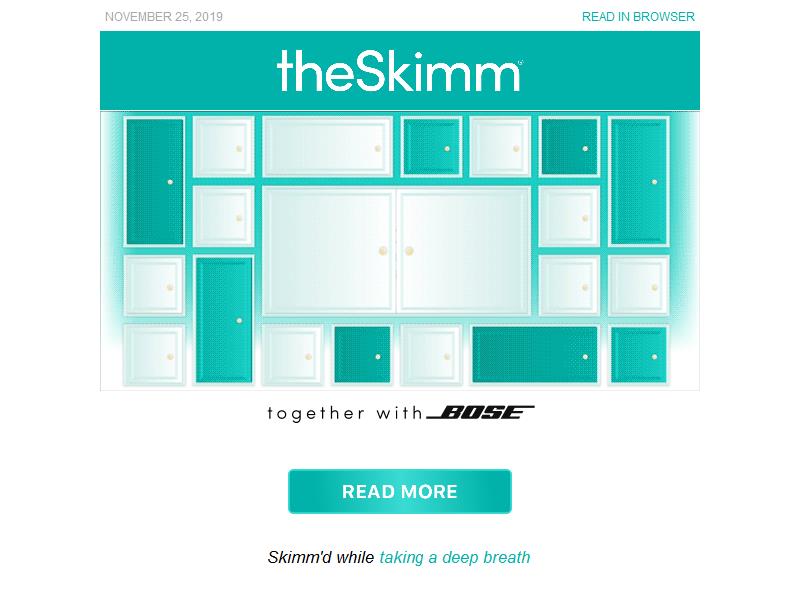 NOVEMBER 25, 2019 READ IN BROWSER
theSkimm®
together with BOSE
READ MORE
Skimm'd while taking a deep breath